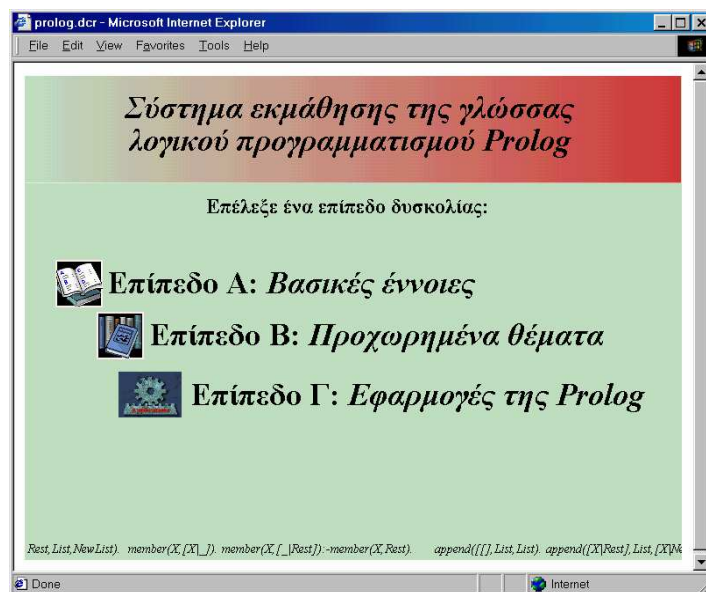 prolog.dcr - Microsoft Internet Explorer
File Edit View Favorites Tools Help
Σύστημα εκμάθησης της γλώσσας
λογικού προγραμματισμού Prolog
Επέλεξε ένα επίπεδο δυσκολίας:
Επίπεδο Α: Βασικές έννοιες
Επίπεδο Β: Προχωρημένα θέματα
Applications
Επίπεδο Γ: Εφαρμογές της Prolog
Rest,List,NewList). member(X,[X|_]). member(X,[_|Rest]):-member(X,Rest). append([[],List,List). append([X|Rest],List,[X|Ne
Done Internet